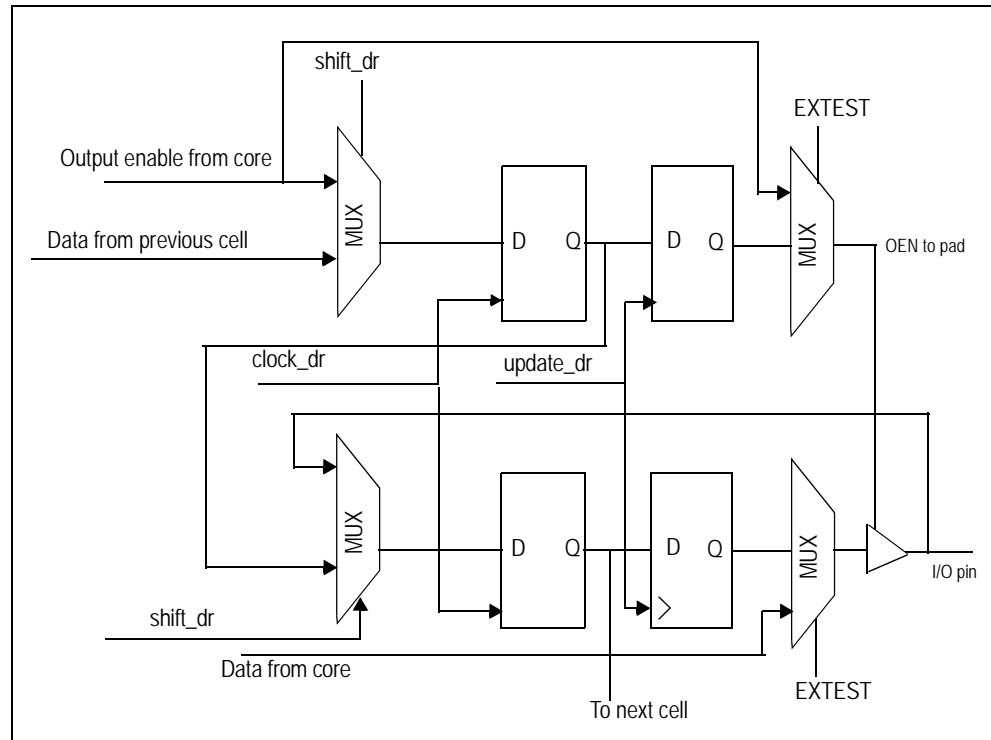 shift_dr
EXTEST
Output enable from core
MUX
MUX
Data from previous cell
D Q
D Q
OEN to pad
clock_dr
update_dr
MUX
MUX
D Q
D Q
I/O pin
shift_dr
Data from core
EXTEST
To next cell